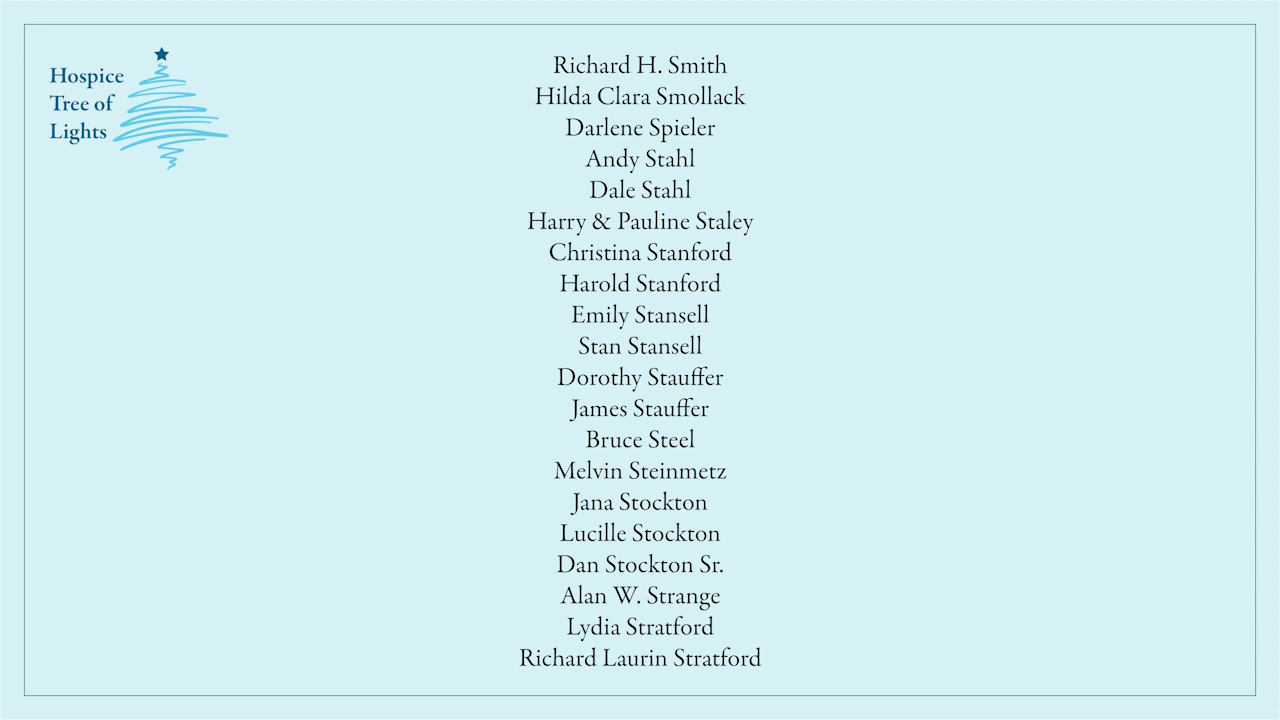 Hospice
Tree of
Lights
Richard H. Smith
Hilda Clara Smollack
Darlene Spieler
Andy Stahl
Dale Stahl
Harry & Pauline Staley
Christina Stanford
Harold Stanford
Emily Stansell
Stan Stansell
Dorothy Stauffer
James Stauffer
Bruce Steel
Melvin Steinmetz
Jana Stockton
Lucille Stockton
Dan Stockton Sr.
Alan W. Strange
Lydia Stratford
Richard Laurin Stratford